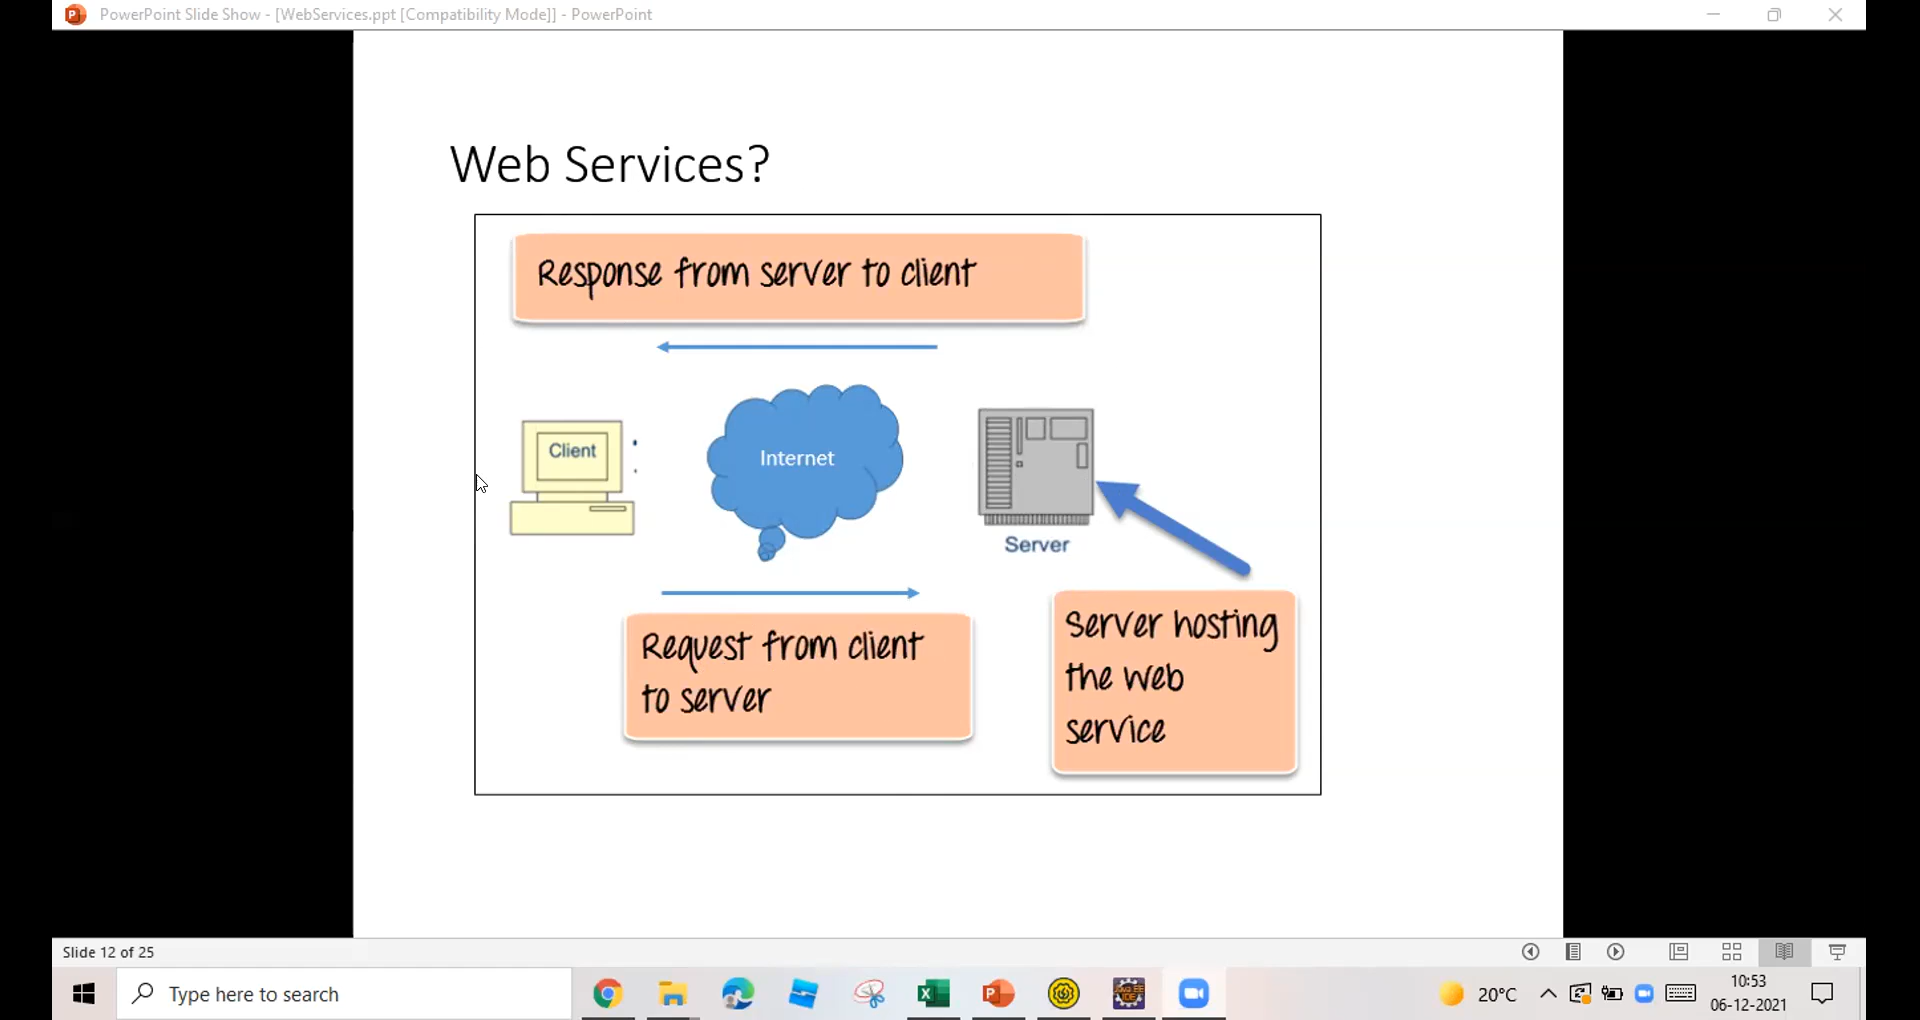 PowerPoint Slide Show - [WebServices.ppt [Compatibility Mode]] - PowerPoint
Web Services?
Response from server to client
Client
Internet
Server
Request from client
to server
Server hosting
the web
service
Slide 12 of 25
Type here to search
20°C
10:53
06-12-2021